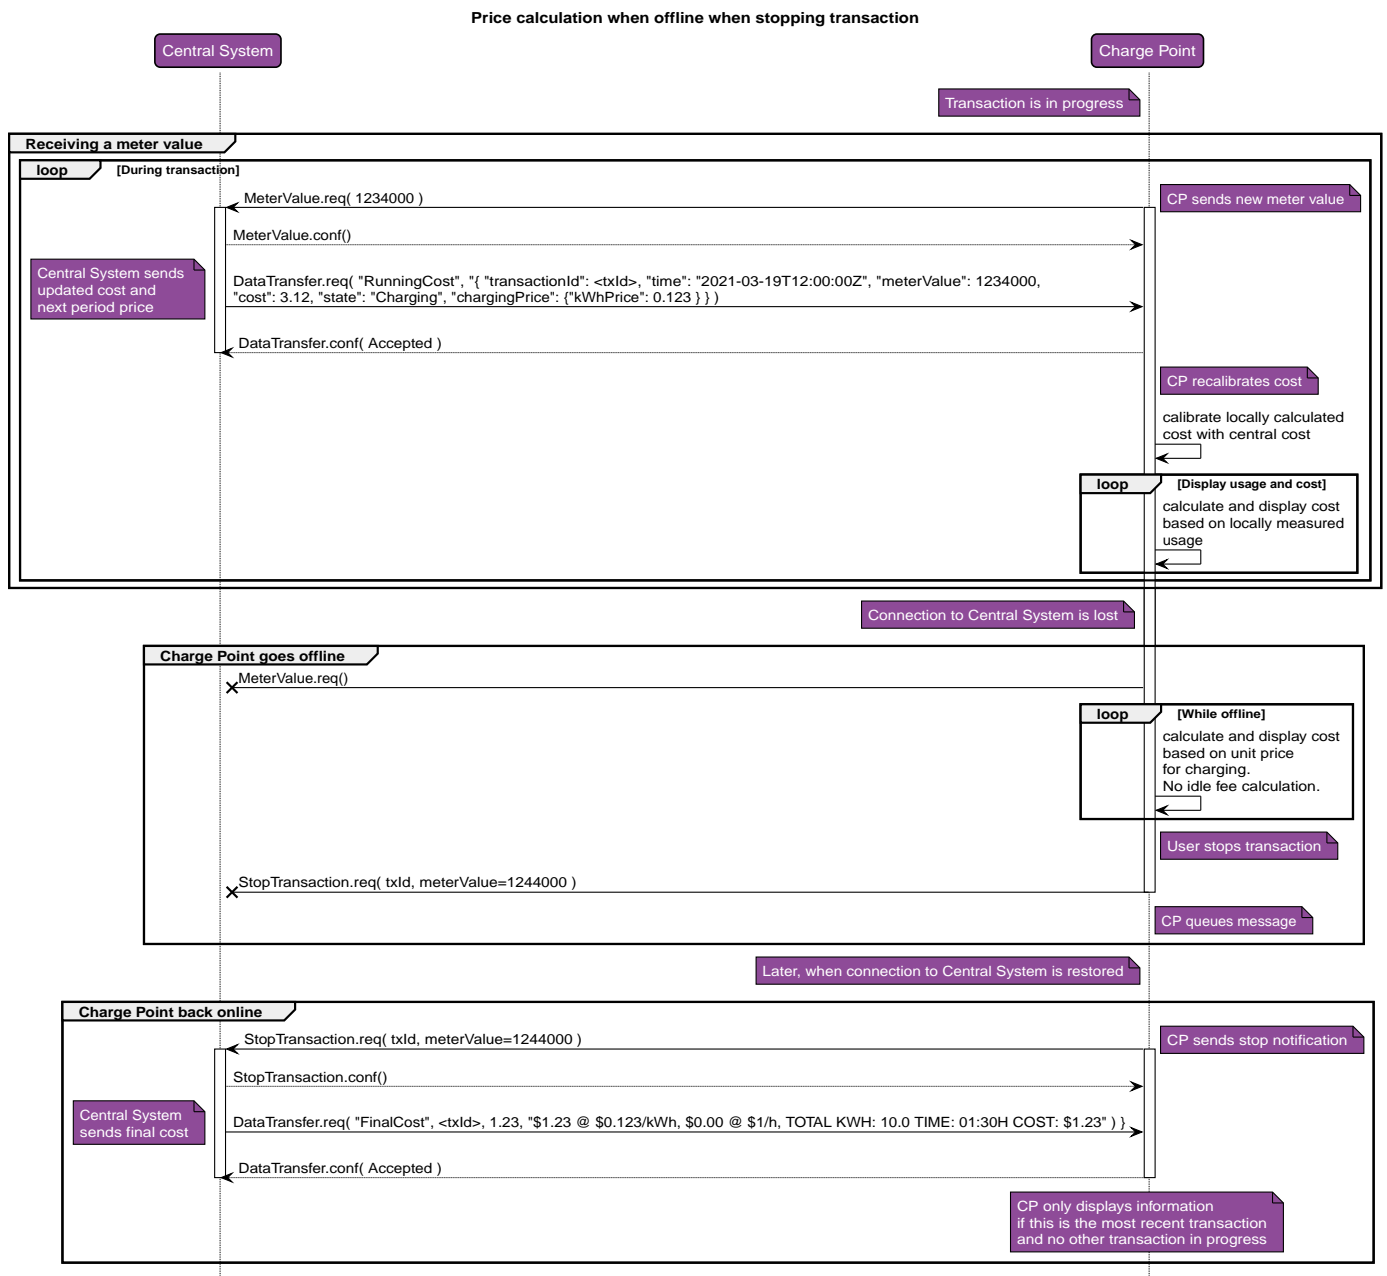 Price calculation when offline when stopping transaction
Central System
Charge Point
Transaction is in progress
Receiving a meter value
loop
[During transaction]
MeterValue.req( 1234000 )
CP sends new meter value
MeterValue.conf()
Central System sends
updated cost and
next period price
DataTransfer.req( "RunningCost", "{ "transactionId": <txId>, "time": "2021-03-19T12:00:00Z", "meterValue": 1234000,
"cost": 3.12, "state": "Charging", "chargingPrice": {"kWhPrice": 0.123 } } )
DataTransfer.conf( Accepted )
CP recalibrates cost
calibrate locally calculated
cost with central cost
loop
[Display usage and cost]
calculate and display cost
based on locally measured
usage
Connection to Central System is lost
Charge Point goes offline
MeterValue.req()
loop
[While offline]
calculate and display cost
based on unit price
for charging.
No idle fee calculation.
User stops transaction
StopTransaction.req( txId, meterValue=1244000 )
CP queues message
Later, when connection to Central System is restored
Charge Point back online
StopTransaction.req( txId, meterValue=1244000 )
CP sends stop notification
StopTransaction.conf()
Central System
sends final cost
DataTransfer.req( "FinalCost", <txId>, 1.23, "$1.23 @ $0.123/kWh, $0.00 @ $1/h, TOTAL KWH: 10.0 TIME: 01:30H COST: $1.23" ) }
DataTransfer.conf( Accepted )
CP only displays information
if this is the most recent transaction
and no other transaction in progress